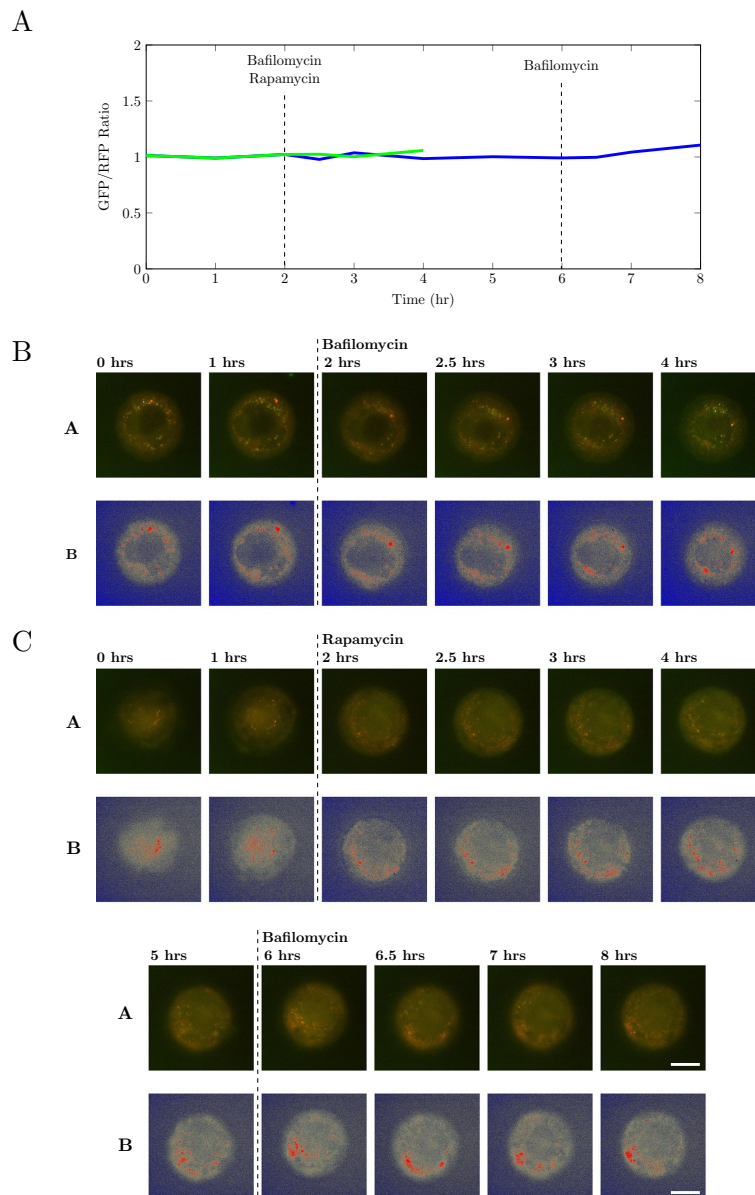 A
2
1.5
1
0.5
0
GFP/RFP Ratio
Bafilomycin
Rapamycin
Bafilomycin
0 1 2 3 4 5 6 7 8
Time (hr)
B
Bafilomycin
0 hrs 1 hrs 2 hrs 2.5 hrs 3 hrs 4 hrs
A
B
C
Rapamycin
0 hrs 1 hrs 2 hrs 2.5 hrs 3 hrs 4 hrs
A
B
Bafilomycin
5 hrs 6 hrs 6.5 hrs 7 hrs 8 hrs
A
B